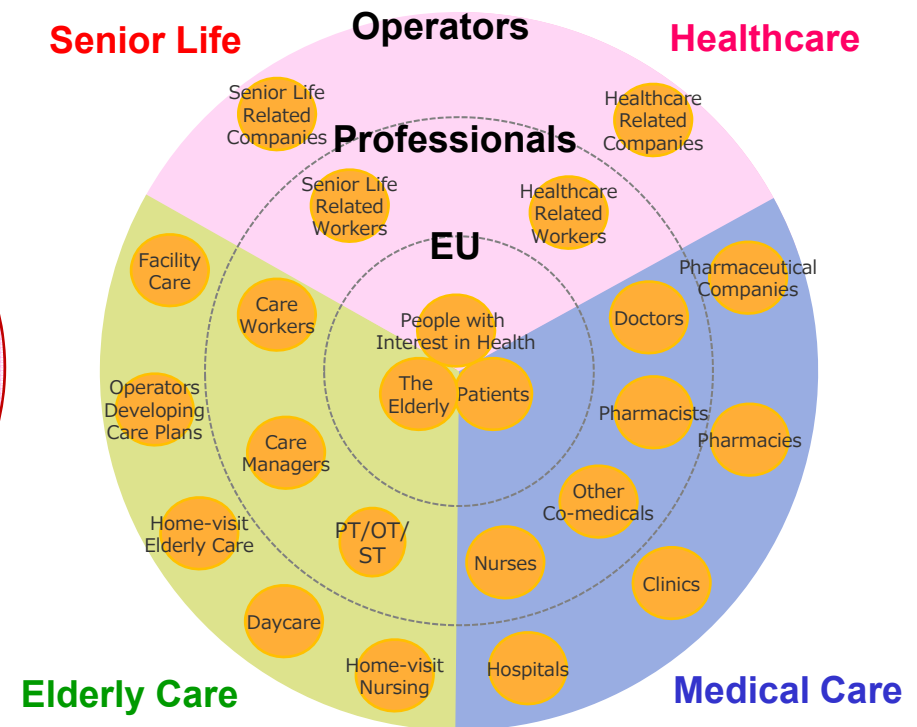 Operators
Senior Life
Healthcare
Senior Life
Related
Companies
Healthcare
Related
Companies
Professionals
Senior Life
Related
Workers
Healthcare
Related
Workers
EU
Facility
Care
Pharmaceutical
Companies
Care
Workers
Doctors
People with
Interest in Health
The
Elderly
Patients
Operators
Developing
Care Plans
Pharmacists
Pharmacies
Care
Managers
Other
Co-medicals
Home-visit
Elderly Care
PT/OT/
ST
Nurses
Clinics
Daycare
Home-visit
Nursing
Hospitals
Elderly Care
Medical Care